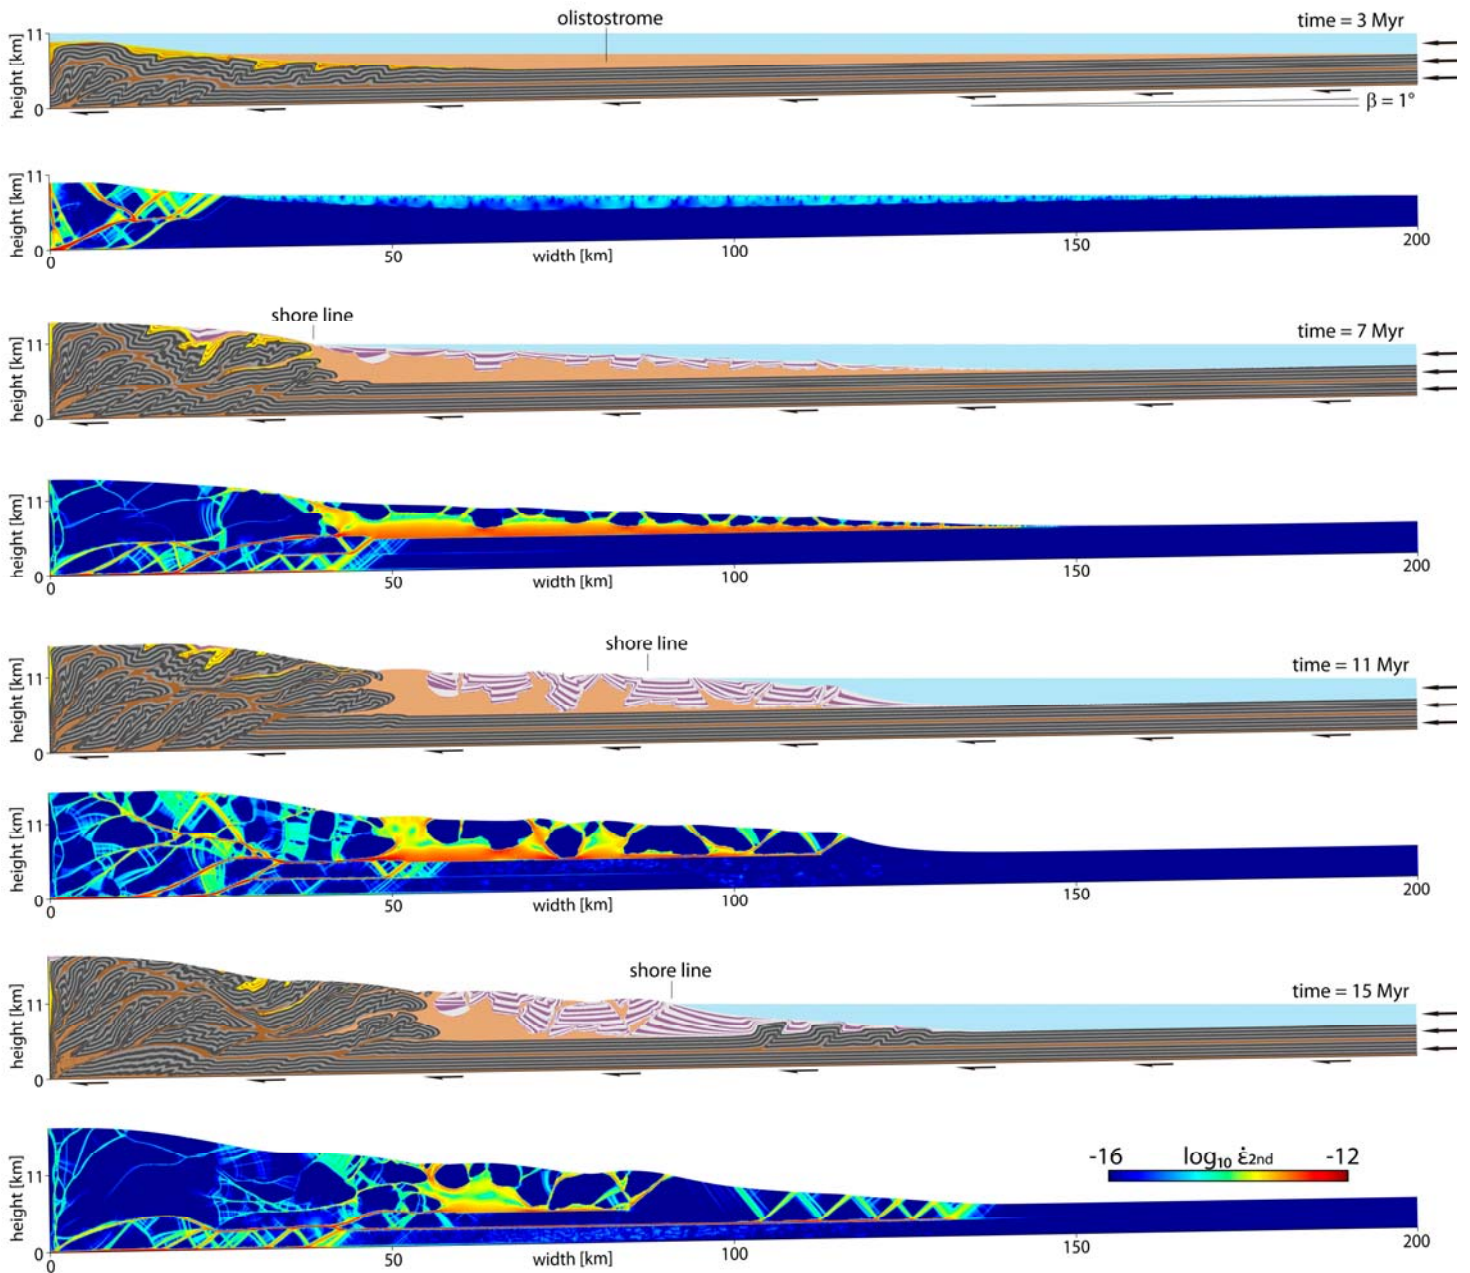 olistostrome
time = 3 Myr
11
height [km]
0
β = 1°
11
height [km]
0
0
50
width [km]
100
150
200
shore line
time = 7 Myr
11
height [km]
0
11
height [km]
0
0
50
width [km]
100
150
200
shore line
time = 11 Myr
11
height [km]
0
11
height [km]
0
0
50
width [km]
100
150
200
shore line
time = 15 Myr
11
height [km]
0
-16 log₁₀ ε̇₂nd -12
11
height [km]
0
0
50
width [km]
100
150
200